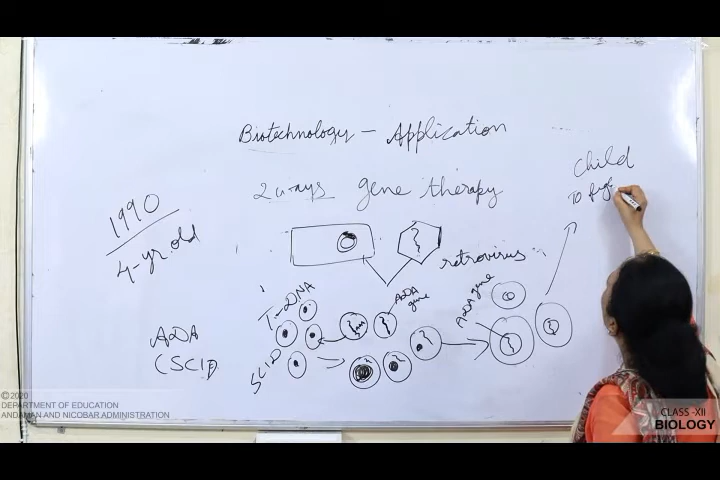 Biotechnology - Application
2 ways gene therapy
1990
4-yr. old
child
To
retrovirus
T-DNA
ADA gene
ADA gene
ADA
(SCID
SCID
©2020
DEPARTMENT OF EDUCATION
ANDAMAN AND NICOBAR ADMINISTRATION
CLASS -XII
BIOLOGY